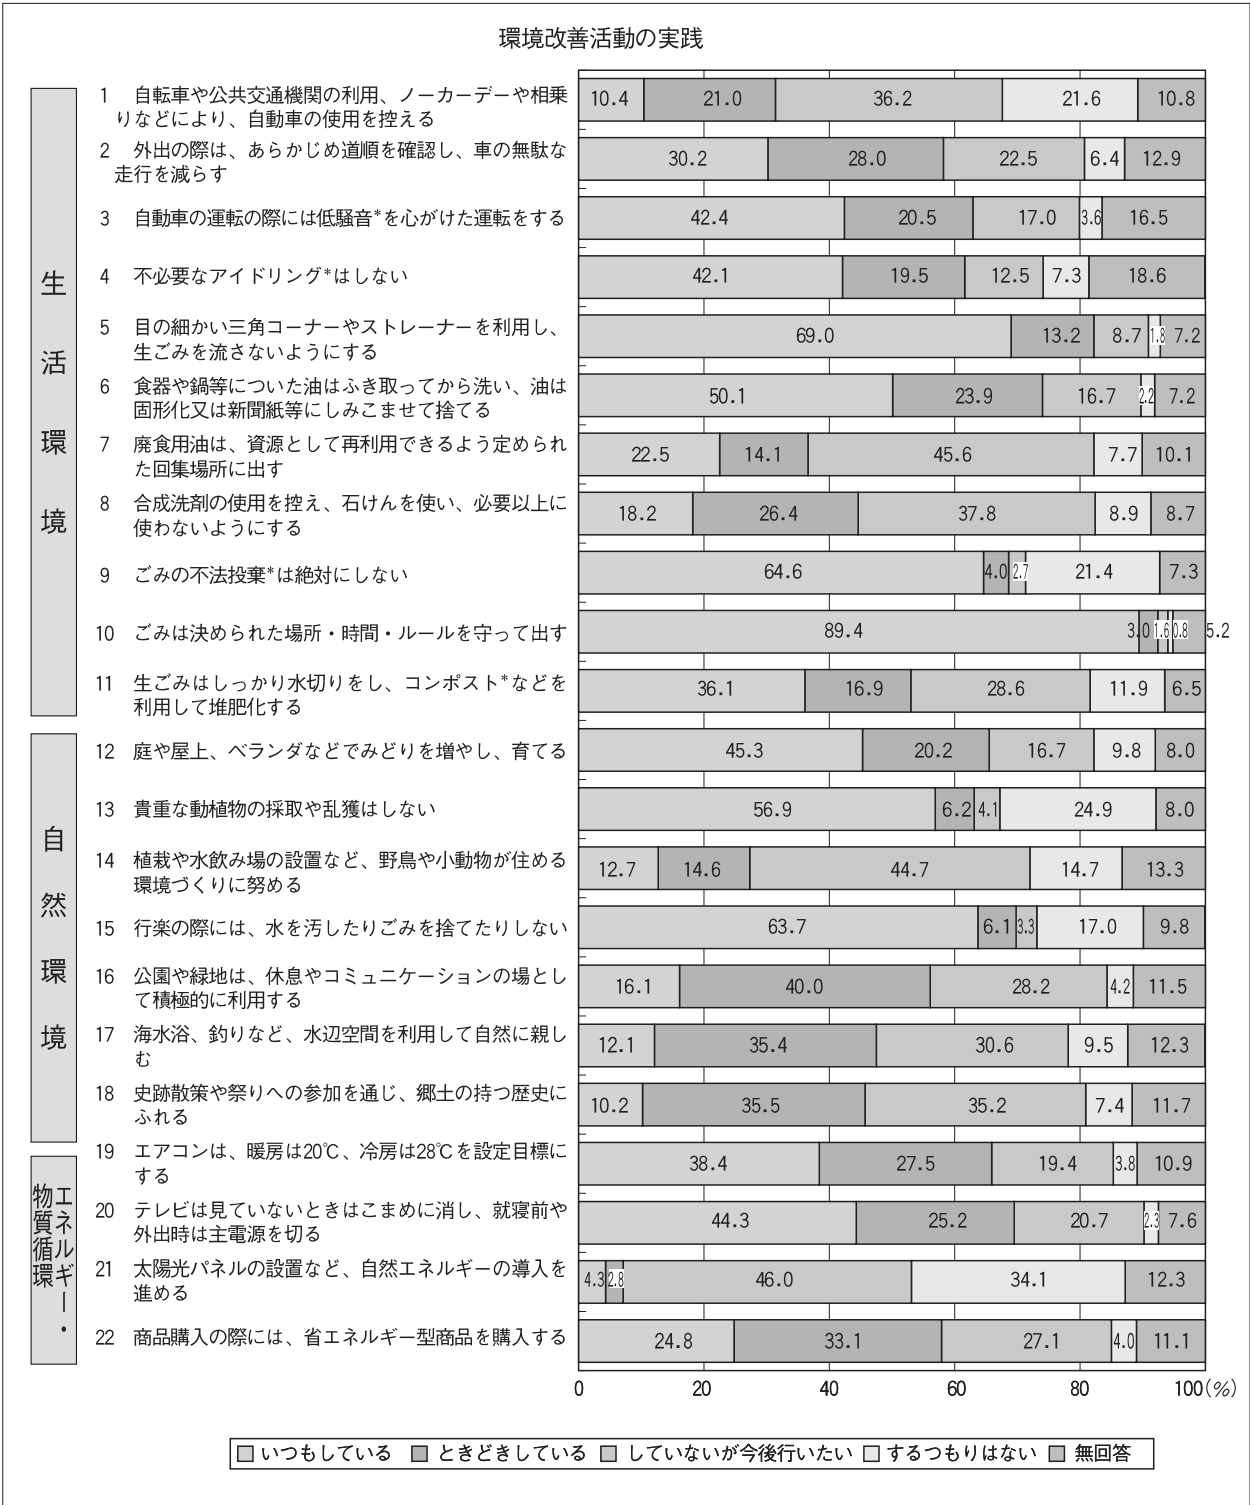 環境改善活動の実践
生活環境
1 自転車や公共交通機関の利用、ノーカーデーや相乗
りなどにより、自動車の使用を控える
10.4 21.0 36.2 21.6 10.8
2 外出の際は、あらかじめ道順を確認し、車の無駄な
走行を減らす
30.2 28.0 22.5 6.4 12.9
3 自動車の運転の際には低騒音*を心がけた運転をする
42.4 20.5 17.0 3.6 16.5
4 不必要なアイドリング*はしない
42.1 19.5 12.5 7.3 18.6
5 目の細かい三角コーナーやストレーナーを利用し、
生ごみを流さないようにする
69.0 13.2 8.7 1.8 7.2
6 食器や鍋等についた油はふき取ってから洗い、油は
固形化又は新聞紙等にしみこませて捨てる
50.1 23.9 16.7 2.2 7.2
7 廃食用油は、資源として再利用できるよう定められ
た回集場所に出す
22.5 14.1 45.6 7.7 10.1
8 合成洗剤の使用を控え、石けんを使い、必要以上に
使わないようにする
18.2 26.4 37.8 8.9 8.7
9 ごみの不法投棄*は絶対にしない
64.6 4.0 2.7 21.4 7.3
10 ごみは決められた場所・時間・ルールを守って出す
89.4 3.0 1.6 0.8 5.2
11 生ごみはしっかり水切りをし、コンポスト*などを
利用して堆肥化する
36.1 16.9 28.6 11.9 6.5
自然環境
12 庭や屋上、ベランダなどでみどりを増やし、育てる
45.3 20.2 16.7 9.8 8.0
13 貴重な動植物の採取や乱獲はしない
56.9 6.2 4.1 24.9 8.0
14 植栽や水飲み場の設置など、野鳥や小動物が住める
環境づくりに努める
12.7 14.6 44.7 14.7 13.3
15 行楽の際には、水を汚したりごみを捨てたりしない
63.7 6.1 3.3 17.0 9.8
16 公園や緑地は、休息やコミュニケーションの場とし
て積極的に利用する
16.1 40.0 28.2 4.2 11.5
17 海水浴、釣りなど、水辺空間を利用して自然に親し
む
12.1 35.4 30.6 9.5 12.3
18 史跡散策や祭りへの参加を通じ、郷土の持つ歴史に
ふれる
10.2 35.5 35.2 7.4 11.7
エネルギー・
物質循環
19 エアコンは、暖房は20℃、冷房は28℃を設定目標に
する
38.4 27.5 19.4 3.8 10.9
20 テレビは見ていないときはこまめに消し、就寝前や
外出時は主電源を切る
44.3 25.2 20.7 2.3 7.6
21 太陽光パネルの設置など、自然エネルギーの導入を
進める
4.3 2.8 46.0 34.1 12.3
22 商品購入の際には、省エネルギー型商品を購入する
24.8 33.1 27.1 4.0 11.1
0 20 40 60 80 100(%)
いつもしている ときどきしている していないが今後行いたい するつもりはない 無回答